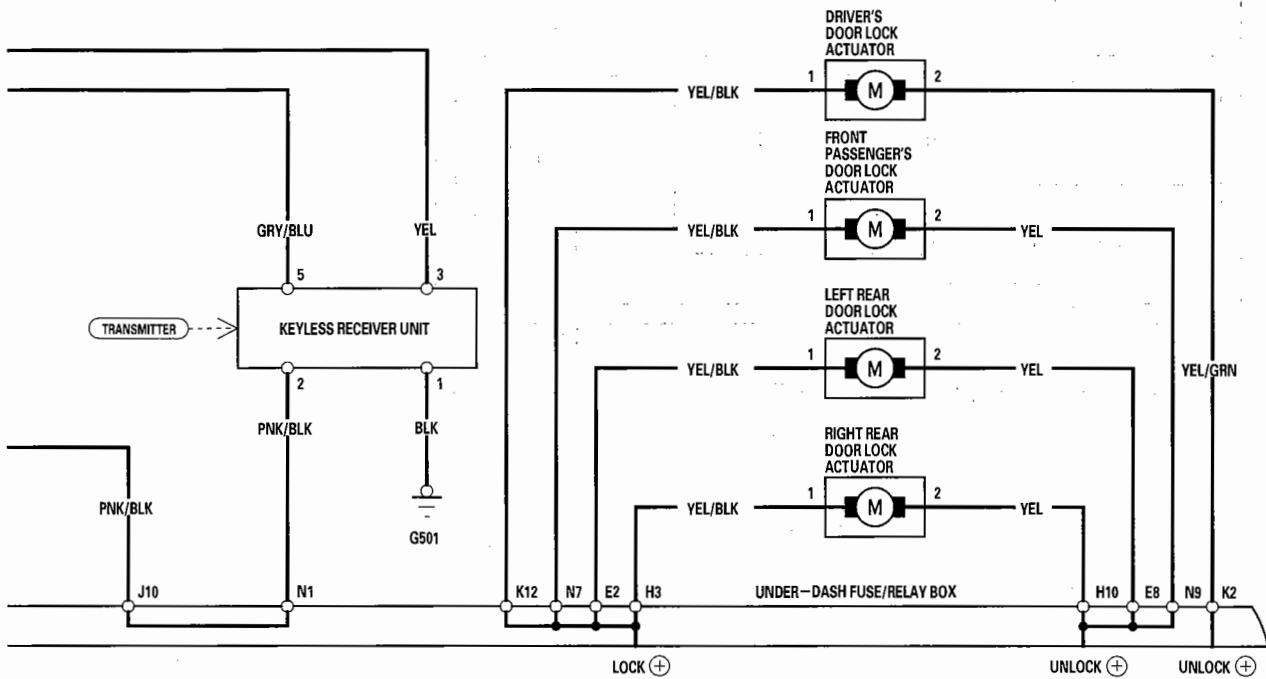 DRIVER'S
DOOR LOCK
ACTUATOR
1
2
YEL/BLK
M
FRONT
PASSENGER'S
DOOR LOCK
ACTUATOR
GRY/BLU
YEL
1
2
YEL/BLK
M
YEL
5
3
TRANSMITTER
KEYLESS RECEIVER UNIT
LEFT REAR
DOOR LOCK
ACTUATOR
1
2
YEL/BLK
M
YEL
YEL/GRN
2
1
PNK/BLK
BLK
RIGHT REAR
DOOR LOCK
ACTUATOR
1
2
PNK/BLK
YEL/BLK
M
YEL
G501
J10
N1
K12
N7
E2
H3
UNDER-DASH FUSE/RELAY BOX
H10
E8
N9
K2
LOCK +
UNLOCK +
UNLOCK +